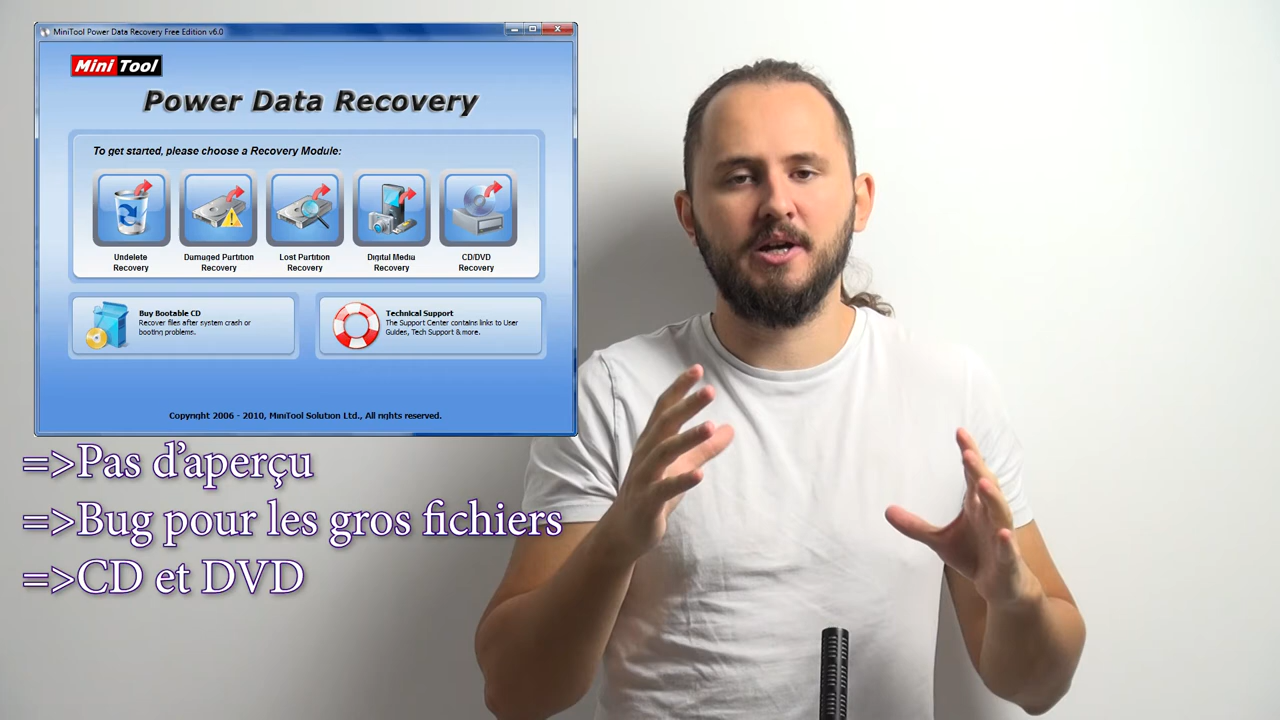 MiniTool Power Data Recovery Free Edition v6.0
Mini Tool
Power Data Recovery
To get started, please choose a Recovery Module:
Undelete
Recovery
Dumaged Partition
Recovery
Lost Partition
Recovery
Digital Media
Recovery
CD/DVD
Recovery
Buy Bootable CD
Recover files after system crash or
booting problems.
Technical Support
The Support Center contains links to User
Guides, Tech Support & more.
Copyright 2006 - 2010, MiniTool Solution Ltd., All rights reserved.
=>Pas d'aperçu
=>Bug pour les gros fichiers
=>CD et DVD